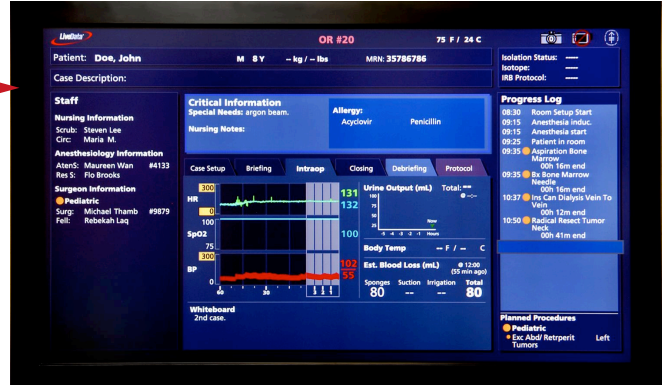 LiveData
OR #20
75 F / 24 C
Patient: Doe, John M 8 Y -- kg / -- lbs MRN: 35786786
Case Description:
Isolation Status: ----
Isotope: ----
IRB Protocol: ----
Staff
Nursing Information
Scrub: Steven Lee
Circ: Maria M.
Anesthesiology Information
AtenS: Maureen Wan #4133
Res S: Flo Brooks
Surgeon Information
Pediatric
Surg: Michael Thamb #9879
Fell: Rebekah Laq
Critical Information
Special Needs: argon beam.
Nursing Notes:
Allergy:
Acyclovir Penicillin
Case Setup Briefing Intraop Closing Debriefing Protocol
300
HR
0
131
132
100
SpO2
75
100
300
BP
0
102
55
60 30 3 2 1
Urine Output (mL) Total: --
@ --:--
100
75
50
25
Now
-5 -4 -3 -2 -1 Hours
Body Temp -- F / -- C
Est. Blood Loss (mL) @ 12:00
(55 min ago)
Sponges Suction Irrigation Total
80 -- -- 80
Whiteboard
2nd case.
Progress Log
08:30 Room Setup Start
09:15 Anesthesia induc.
09:15 Anesthesia start
09:25 Patient in room
09:35 Aspiration Bone
Marrow
00h 16m end
09:35 Bx Bone Marrow
Needle
00h 16m end
10:37 Ins Can Dialysis Vein To
Vein
00h 12m end
10:50 Radical Resect Tumor
Neck
00h 41m end
Planned Procedures
Pediatric
Exc Abd/ Retrperit Left
Tumors